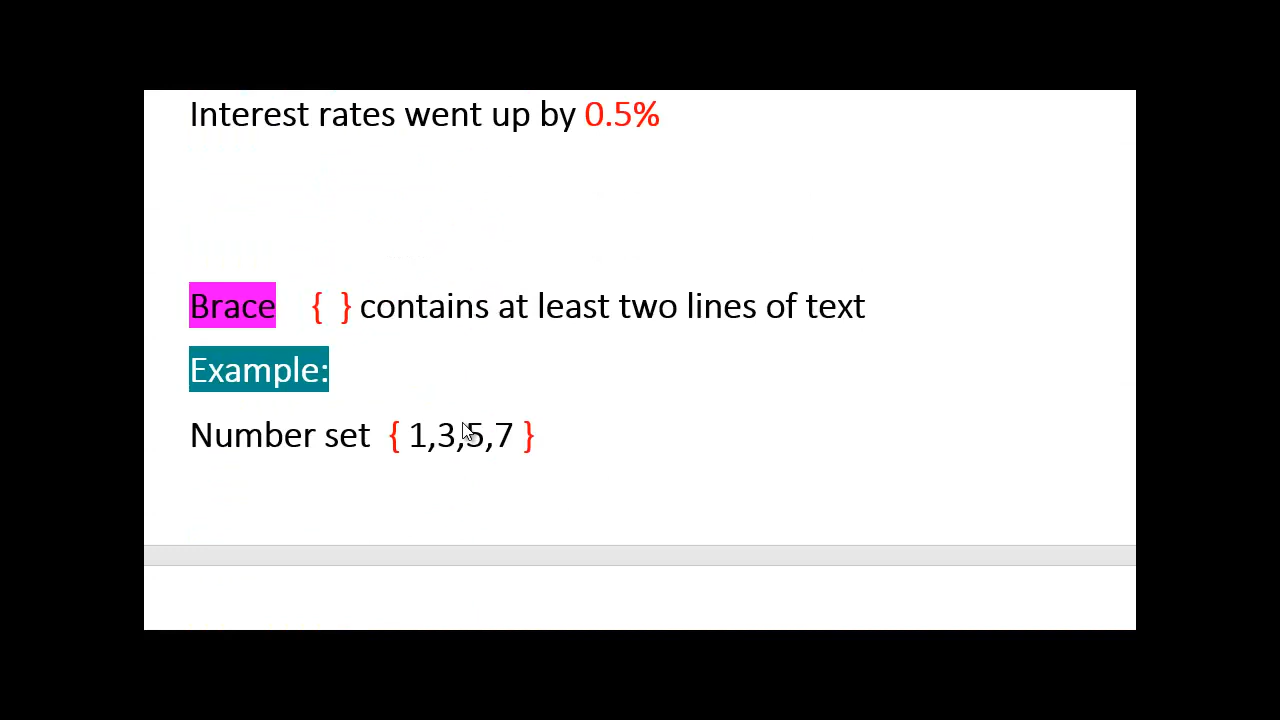 Interest rates went up by 0.5%
Brace { } contains at least two lines of text
Example:
Number set { 1,3,5,7 }